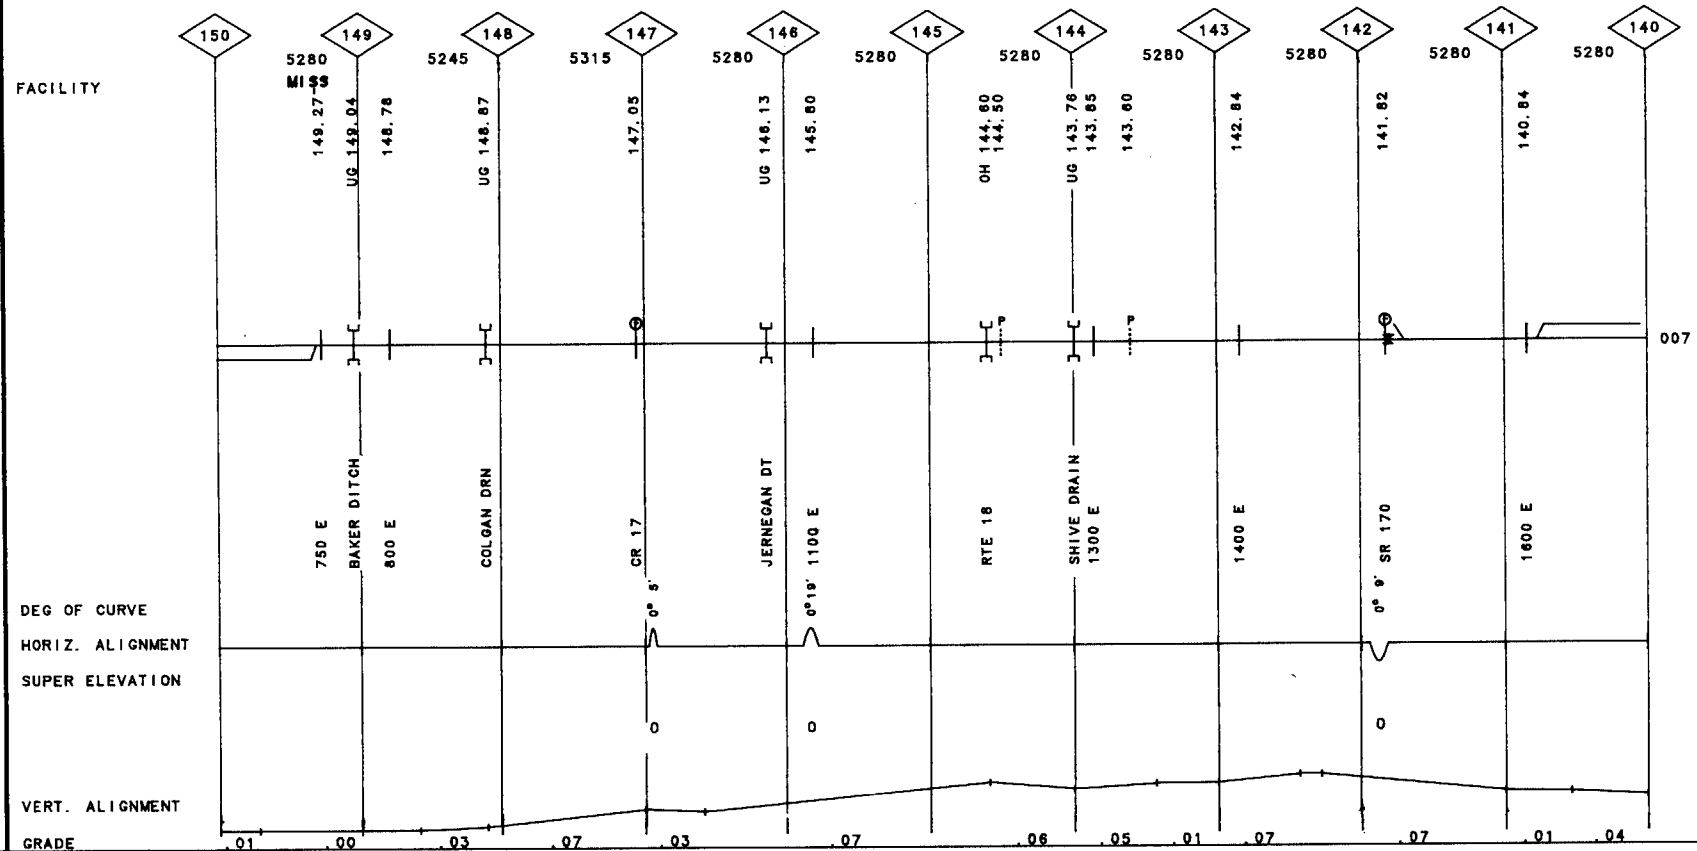 150 149 148 147 146 145 144 143 142 141 140
5280 5245 5315 5280 5280 5280 5280 5280 5280 5280
MISS
FACILITY
149.27
UG 149.04
148.78
UG 148.87
147.05
UG 146.13
145.80
OH 144.60
144.50
UG 143.76
143.85
143.60
142.84
141.82
140.84
P P P P
007
750 E
BAKER DITCH
800 E
COLGAN DRN
CR 17
JERNEGAN DT
1100 E
RTE 18
SHIVE DRAIN
1300 E
1400 E
SR 170
1600 E
DEG OF CURVE
0° 5' 0°19' 0° 9'
HORIZ. ALIGNMENT
SUPER ELEVATION
0 0 0
VERT. ALIGNMENT
GRADE .01 .00 .03 .07 .03 .07 .06 .05 .01 .07 .07 .01 .04